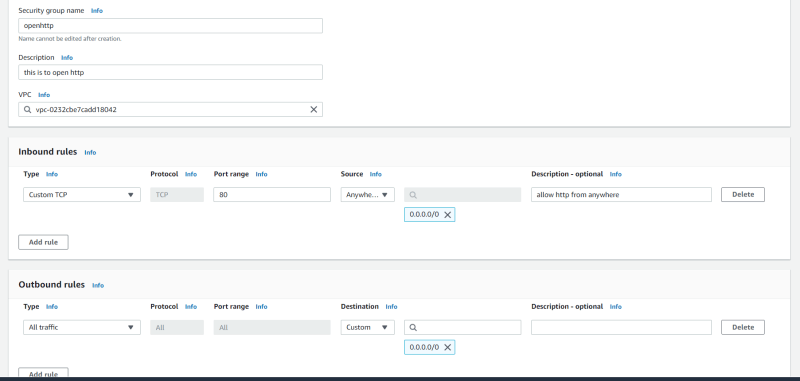 Security group name Info
openhttp
Name cannot be edited after creation.
Description Info
this is to open http
VPC Info
vpc-0232cbe7cadd18042
Inbound rules Info
Type Info Protocol Info Port range Info Source Info Description - optional Info
Custom TCP TCP 80 Anywhe... allow http from anywhere Delete
0.0.0.0/0
Add rule
Outbound rules Info
Type Info Protocol Info Port range Info Destination Info Description - optional Info
All traffic All All Custom Delete
0.0.0.0/0
Add rule